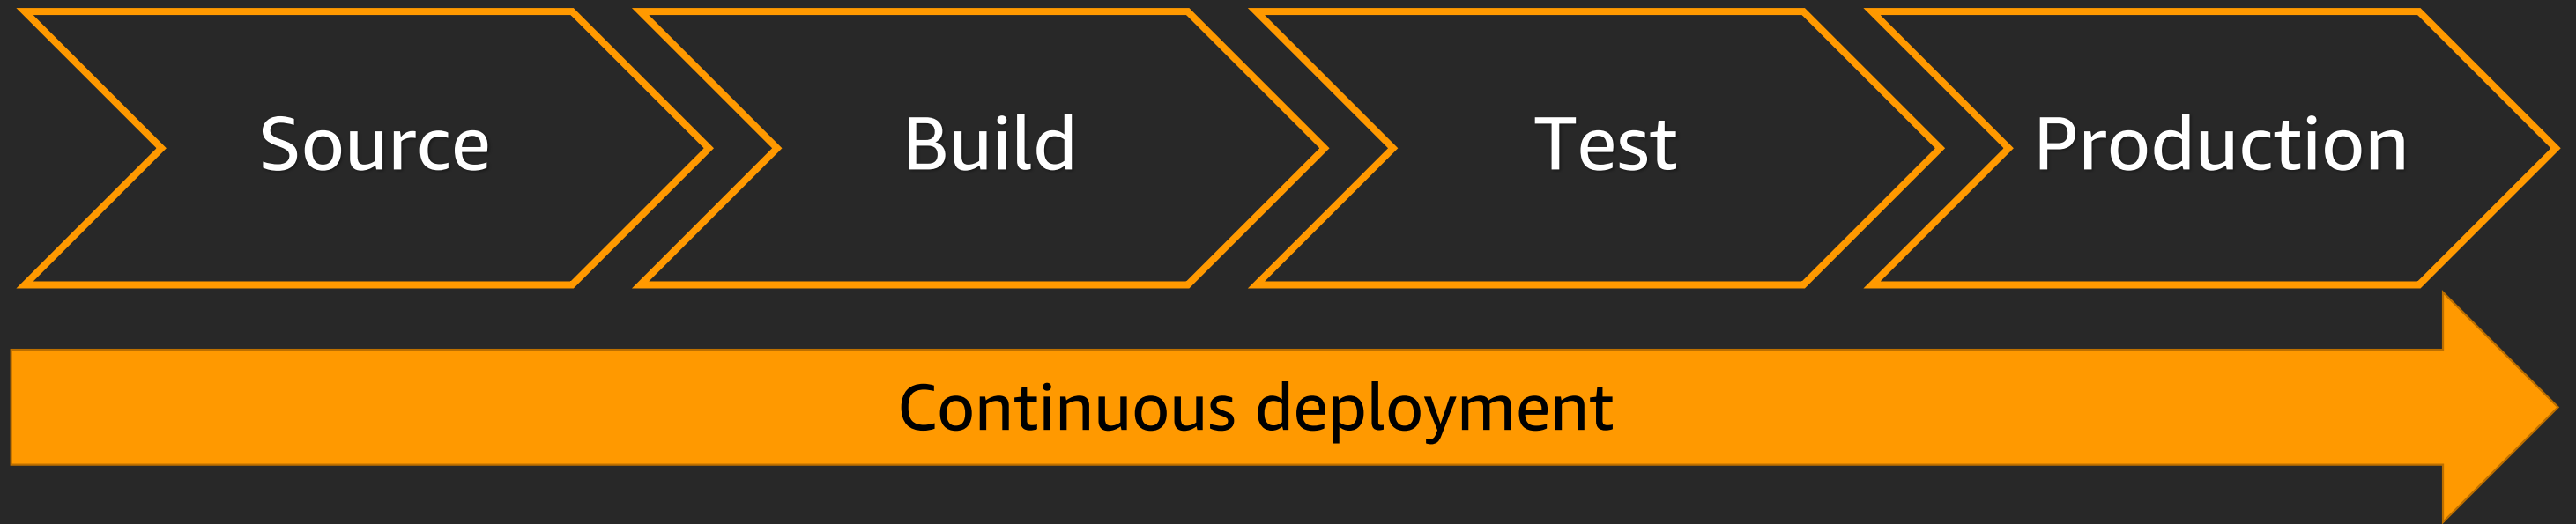 Source
Build
Test
Production
Continuous deployment